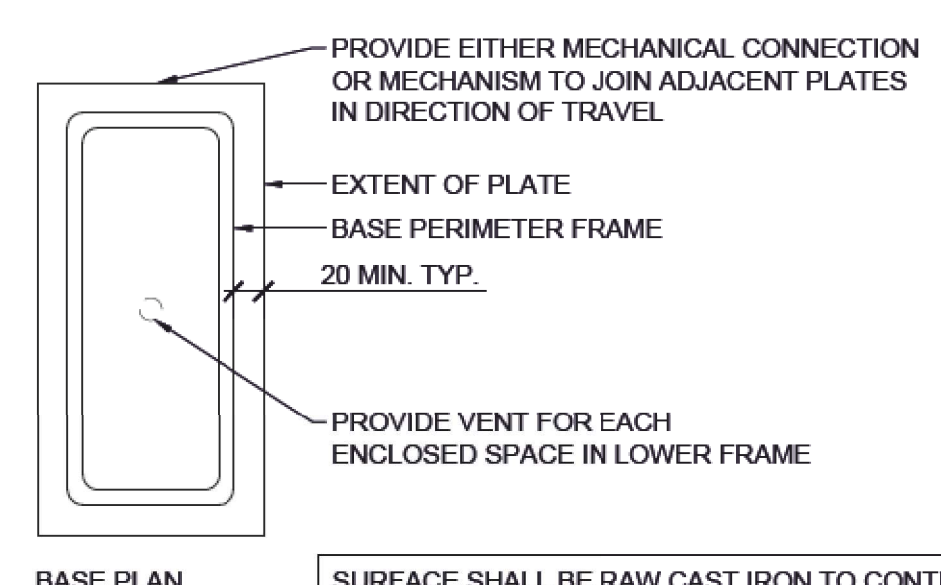 PROVIDE EITHER MECHANICAL CONNECTION
OR MECHANISM TO JOIN ADJACENT PLATES
IN DIRECTION OF TRAVEL
EXTENT OF PLATE
BASE PERIMETER FRAME
20 MIN. TYP.
PROVIDE VENT FOR EACH
ENCLOSED SPACE IN LOWER FRAME
BASE PLAN
SURFACE SHALL BE RAW CAST IRON TO